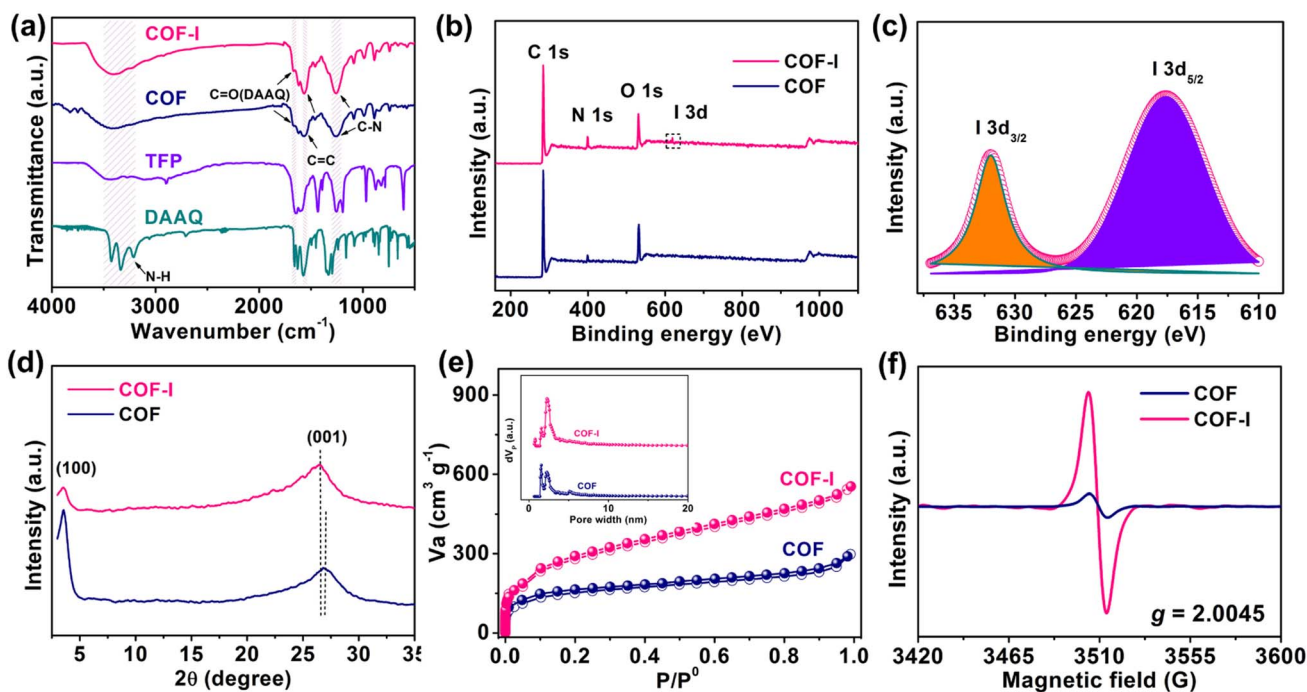 (a)
COF-I
C=O(DAAQ)
COF
C-N
C=C
TFP
DAAQ
N-H
Transmittance (a.u.)
4000 3000 2000 1000
Wavenumber (cm⁻¹)
(b)
C 1s
COF-I
COF
O 1s
N 1s
I 3d
Intensity (a.u.)
200 400 600 800 1000
Binding energy (eV)
(c)
I 3d5/2
I 3d3/2
Intensity (a.u.)
635 630 625 620 615 610
Binding energy (eV)
(d)
COF-I
COF
(001)
(100)
Intensity (a.u.)
5 10 15 20 25 30 35
2θ (degree)
(e)
900
600
300
0
Va (cm³ g⁻¹)
dVP (a.u.)
COF-I
COF
0 10 20
Pore width (nm)
COF-I
COF
0.0 0.2 0.4 0.6 0.8 1.0
P/P⁰
(f)
COF
COF-I
g = 2.0045
Intensity (a.u.)
3420 3465 3510 3555 3600
Magnetic field (G)